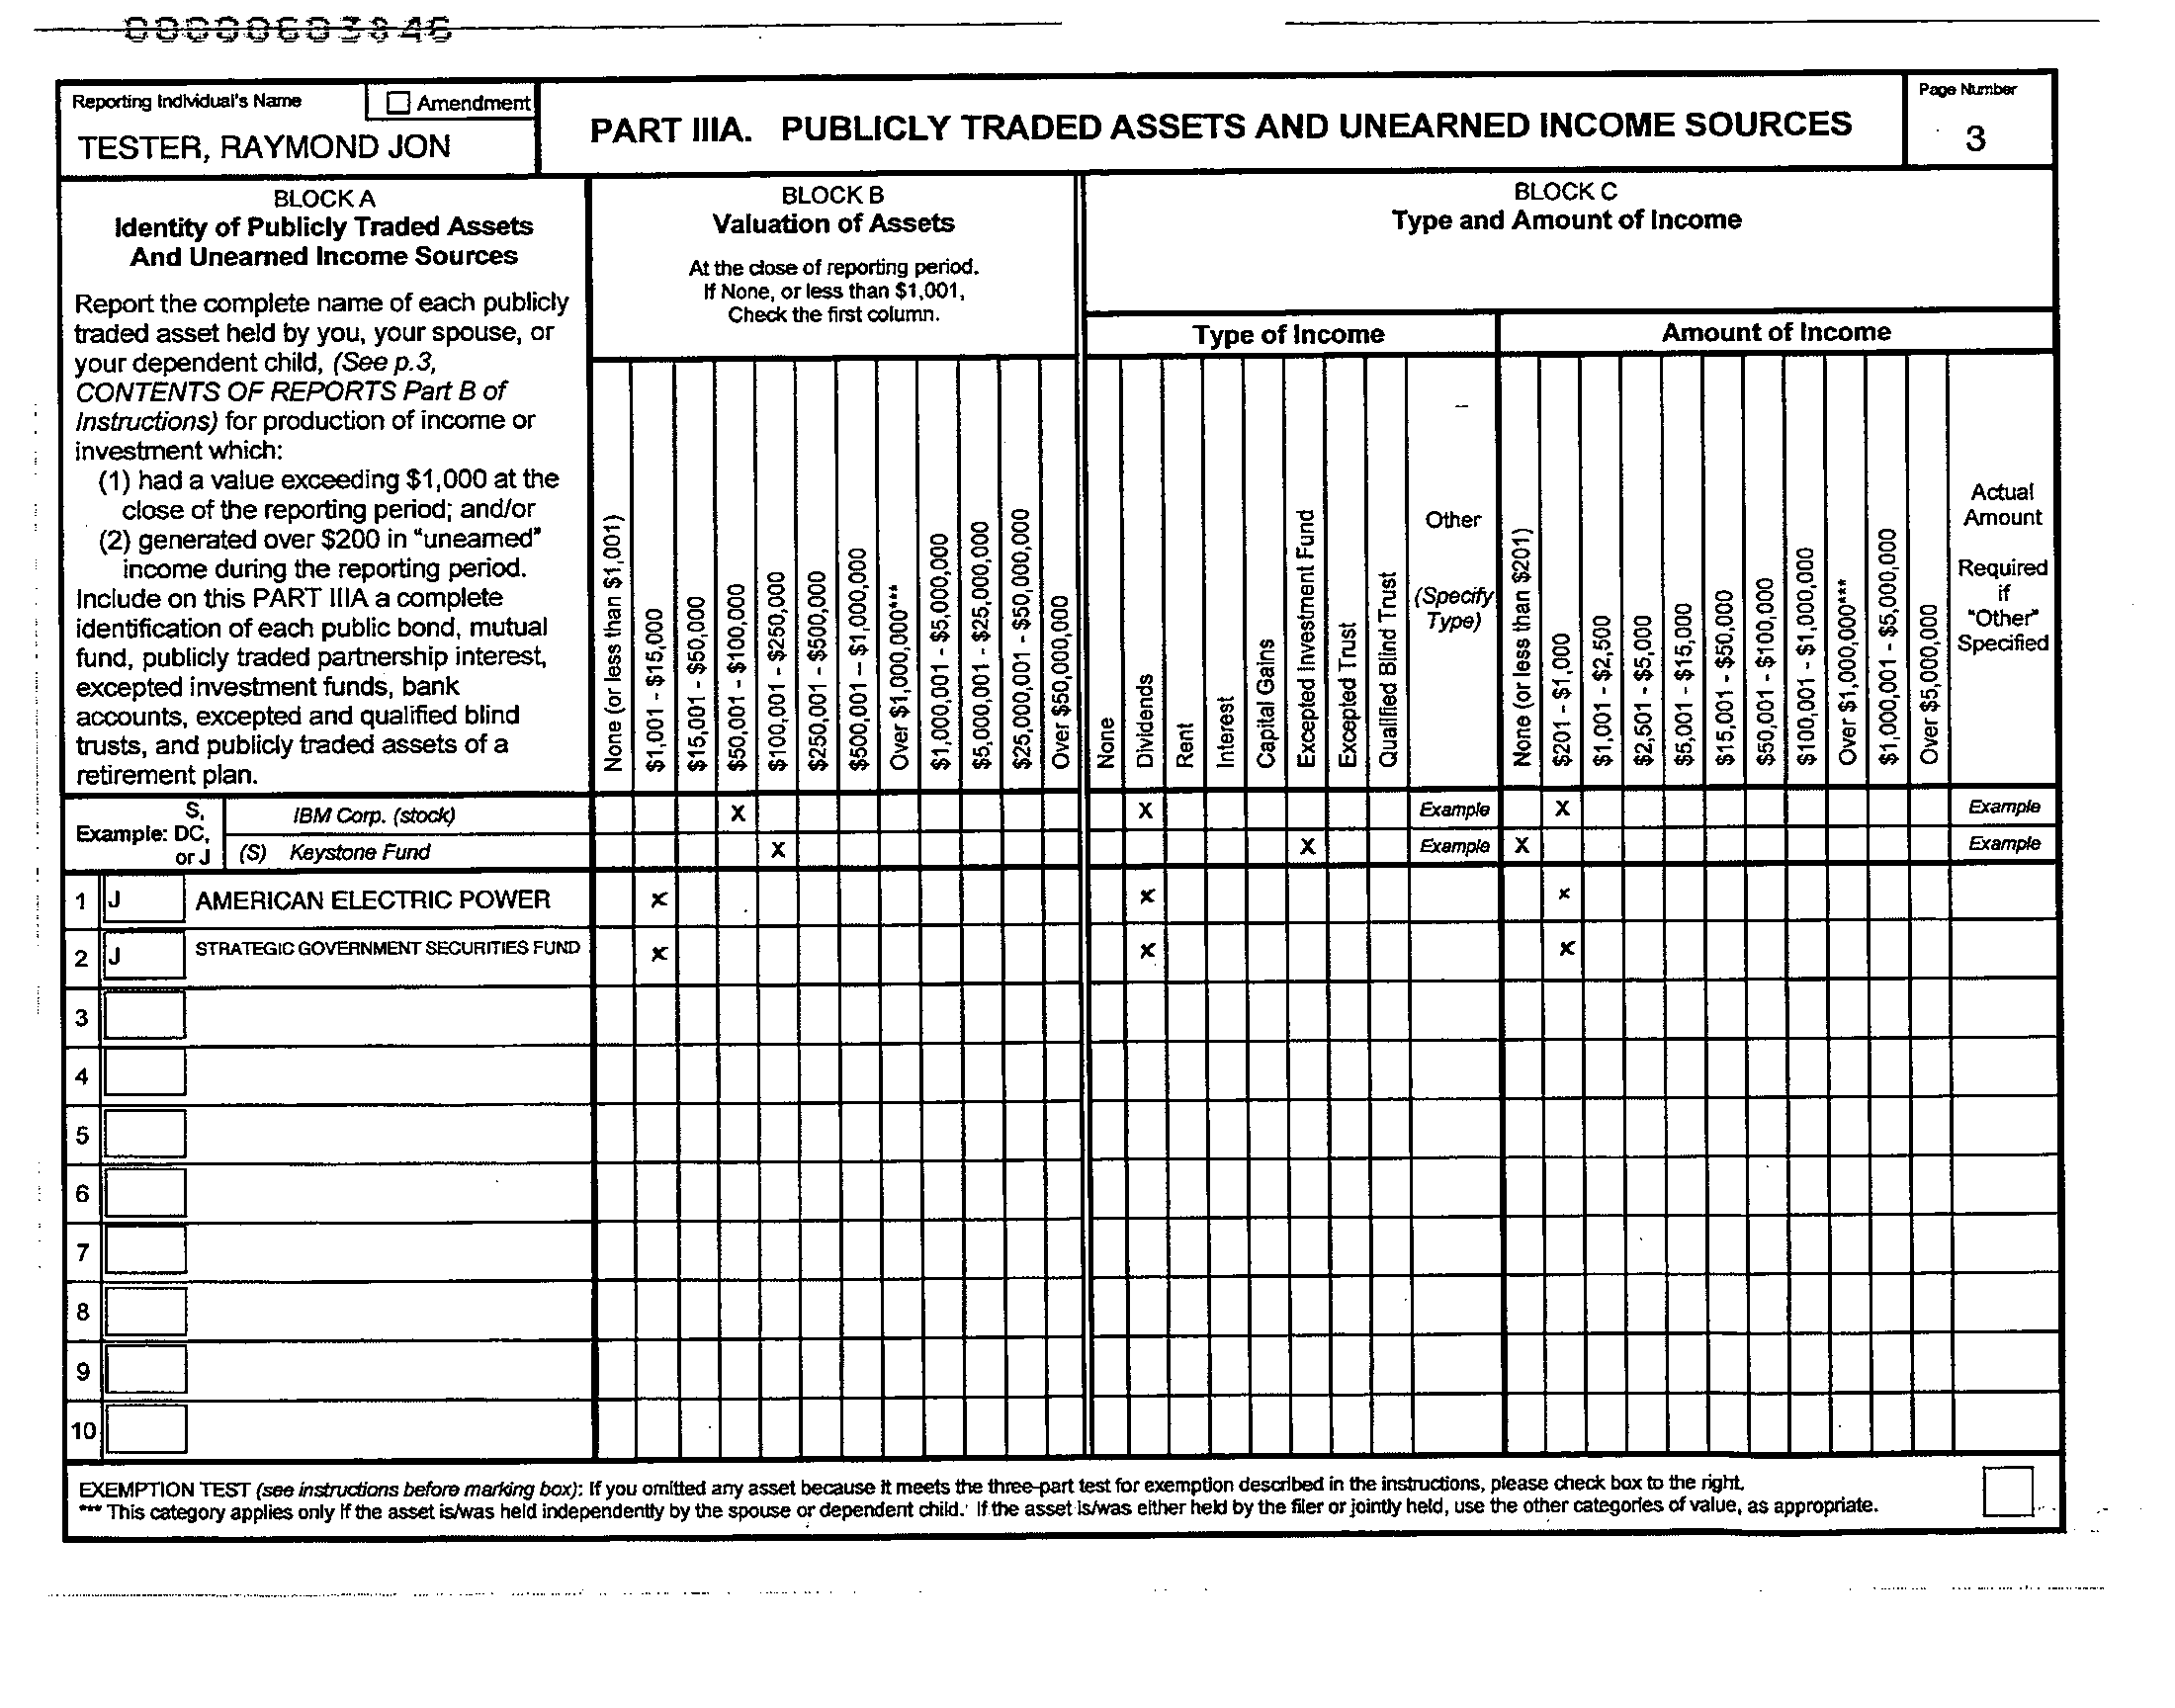 00000603846
Reporting Individual's Name
Amendment
TESTER, RAYMOND JON
PART IIIA. PUBLICLY TRADED ASSETS AND UNEARNED INCOME SOURCES
Page Number
3
BLOCK A
Identity of Publicly Traded Assets
And Unearned Income Sources
Report the complete name of each publicly
traded asset held by you, your spouse, or
your dependent child, (See p.3,
CONTENTS OF REPORTS Part B of
Instructions) for production of income or
investment which:
(1) had a value exceeding $1,000 at the
close of the reporting period; and/or
(2) generated over $200 in "unearned"
income during the reporting period.
Include on this PART IIIA a complete
identification of each public bond, mutual
fund, publicly traded partnership interest,
excepted investment funds, bank
accounts, excepted and qualified blind
trusts, and publicly traded assets of a
retirement plan.
BLOCK B
Valuation of Assets
At the close of reporting period.
If None, or less than $1,001,
Check the first column.
None (or less than $1,001)
$1,001 - $15,000
$15,001 - $50,000
$50,001 - $100,000
$100,001 - $250,000
$250,001 - $500,000
$500,001 – $1,000,000
Over $1,000,000***
$1,000,001 - $5,000,000
$5,000,001 - $25,000,000
$25,000,001 - $50,000,000
Over $50,000,000
BLOCK C
Type and Amount of Income
Type of Income
None
Dividends
Rent
Interest
Capital Gains
Excepted Investment Fund
Excepted Trust
Qualified Blind Trust
Other
(Specify
Type)
Amount of Income
None (or less than $201)
$201 - $1,000
$1,001 - $2,500
$2,501 - $5,000
$5,001 - $15,000
$15,001 - $50,000
$50,001 - $100,000
$100,001 - $1,000,000
Over $1,000,000***
$1,000,001 - $5,000,000
Over $5,000,000
Actual
Amount
Required
if
"Other"
Specified
Example:
S,
DC,
or J
IBM Corp. (stock) X X Example X Example
(S) Keystone Fund X X Example X Example
1 J AMERICAN ELECTRIC POWER X X X
2 J STRATEGIC GOVERNMENT SECURITIES FUND X X X
3
4
5
6
7
8
9
10
EXEMPTION TEST (see instructions before marking box): If you omitted any asset because it meets the three-part test for exemption described in the instructions, please check box to the right.
*** This category applies only if the asset is/was held independently by the spouse or dependent child. If the asset is/was either held by the filer or jointly held, use the other categories of value, as appropriate.